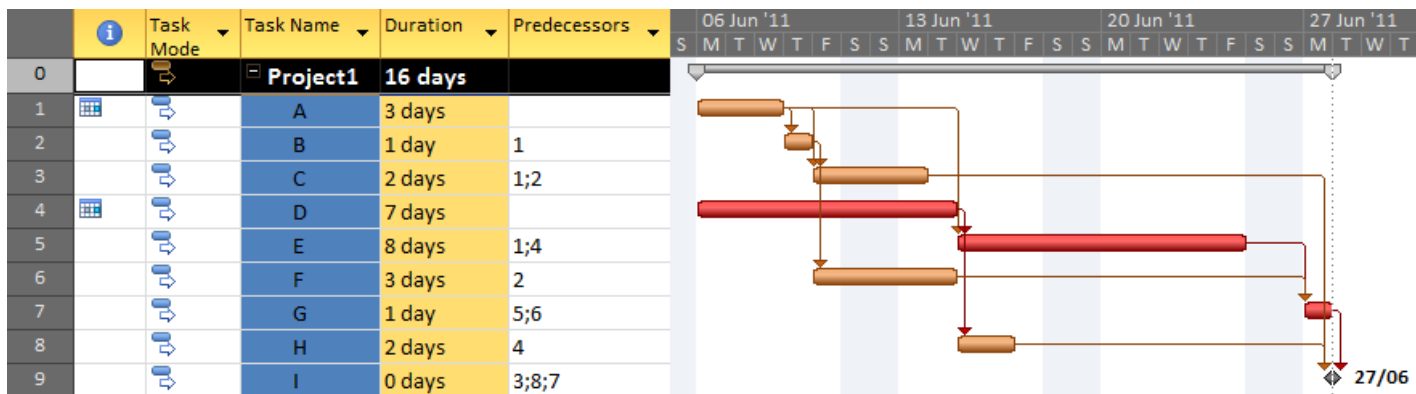 Task Mode Task Name Duration Predecessors
06 Jun '11 13 Jun '11 20 Jun '11 27 Jun '11
S M T W T F S S M T W T F S S M T W T F S S M T W T
0 Project1 16 days
1 A 3 days
2 B 1 day 1
3 C 2 days 1;2
4 D 7 days
5 E 8 days 1;4
6 F 3 days 2
7 G 1 day 5;6
8 H 2 days 4
9 I 0 days 3;8;7
27/06